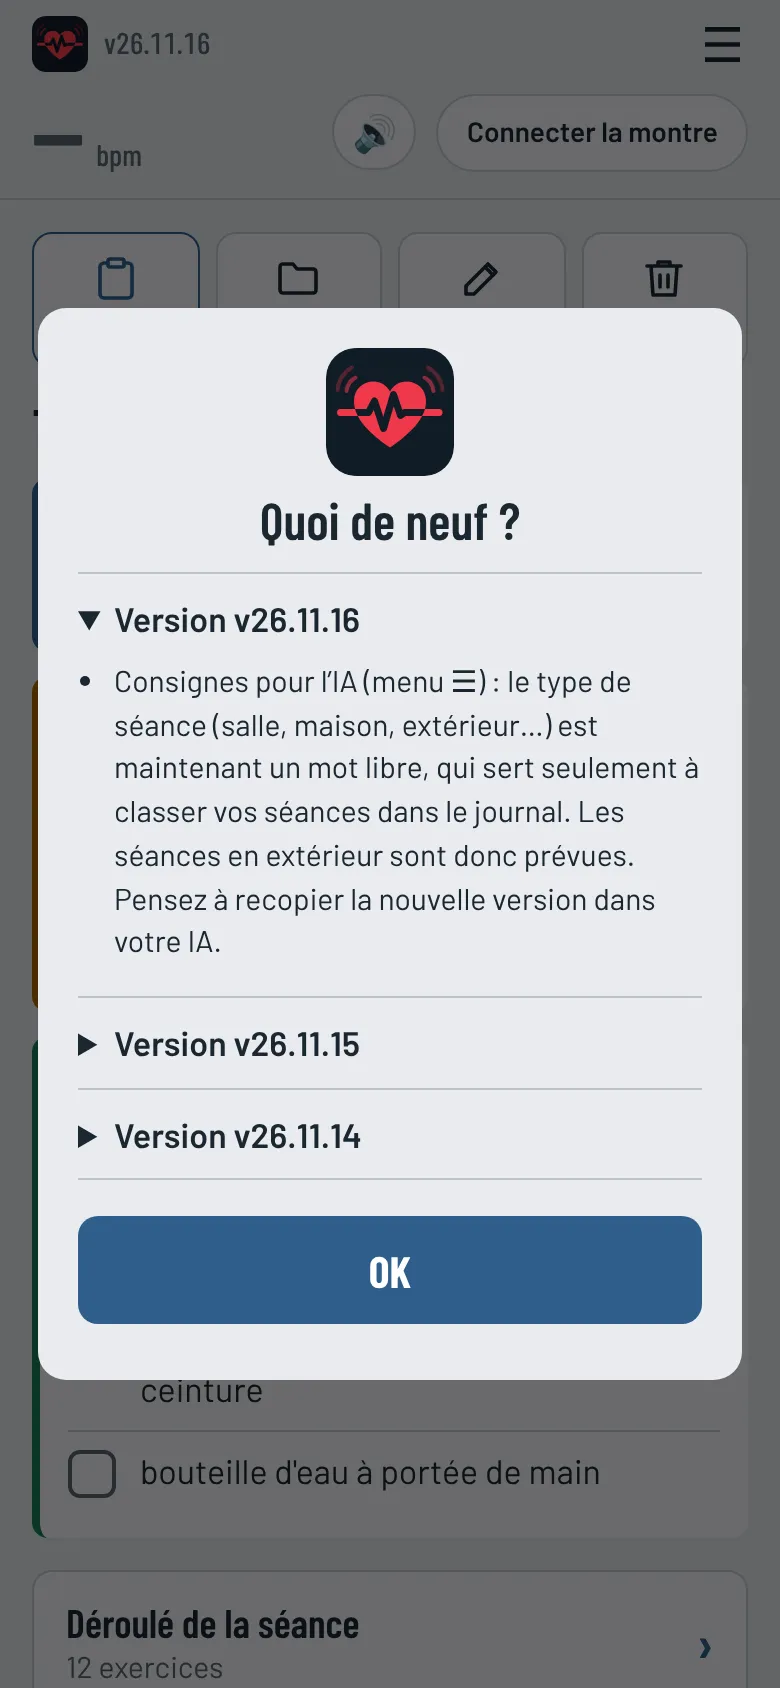 v26.11.16
bpm
Connecter la montre
Quoi de neuf ?
Version v26.11.16
Consignes pour l’IA (menu ☰) : le type de
séance (salle, maison, extérieur…) est
maintenant un mot libre, qui sert seulement à
classer vos séances dans le journal. Les
séances en extérieur sont donc prévues.
Pensez à recopier la nouvelle version dans
votre IA.
Version v26.11.15
Version v26.11.14
OK
ceinture
bouteille d'eau à portée de main
Déroulé de la séance
12 exercices